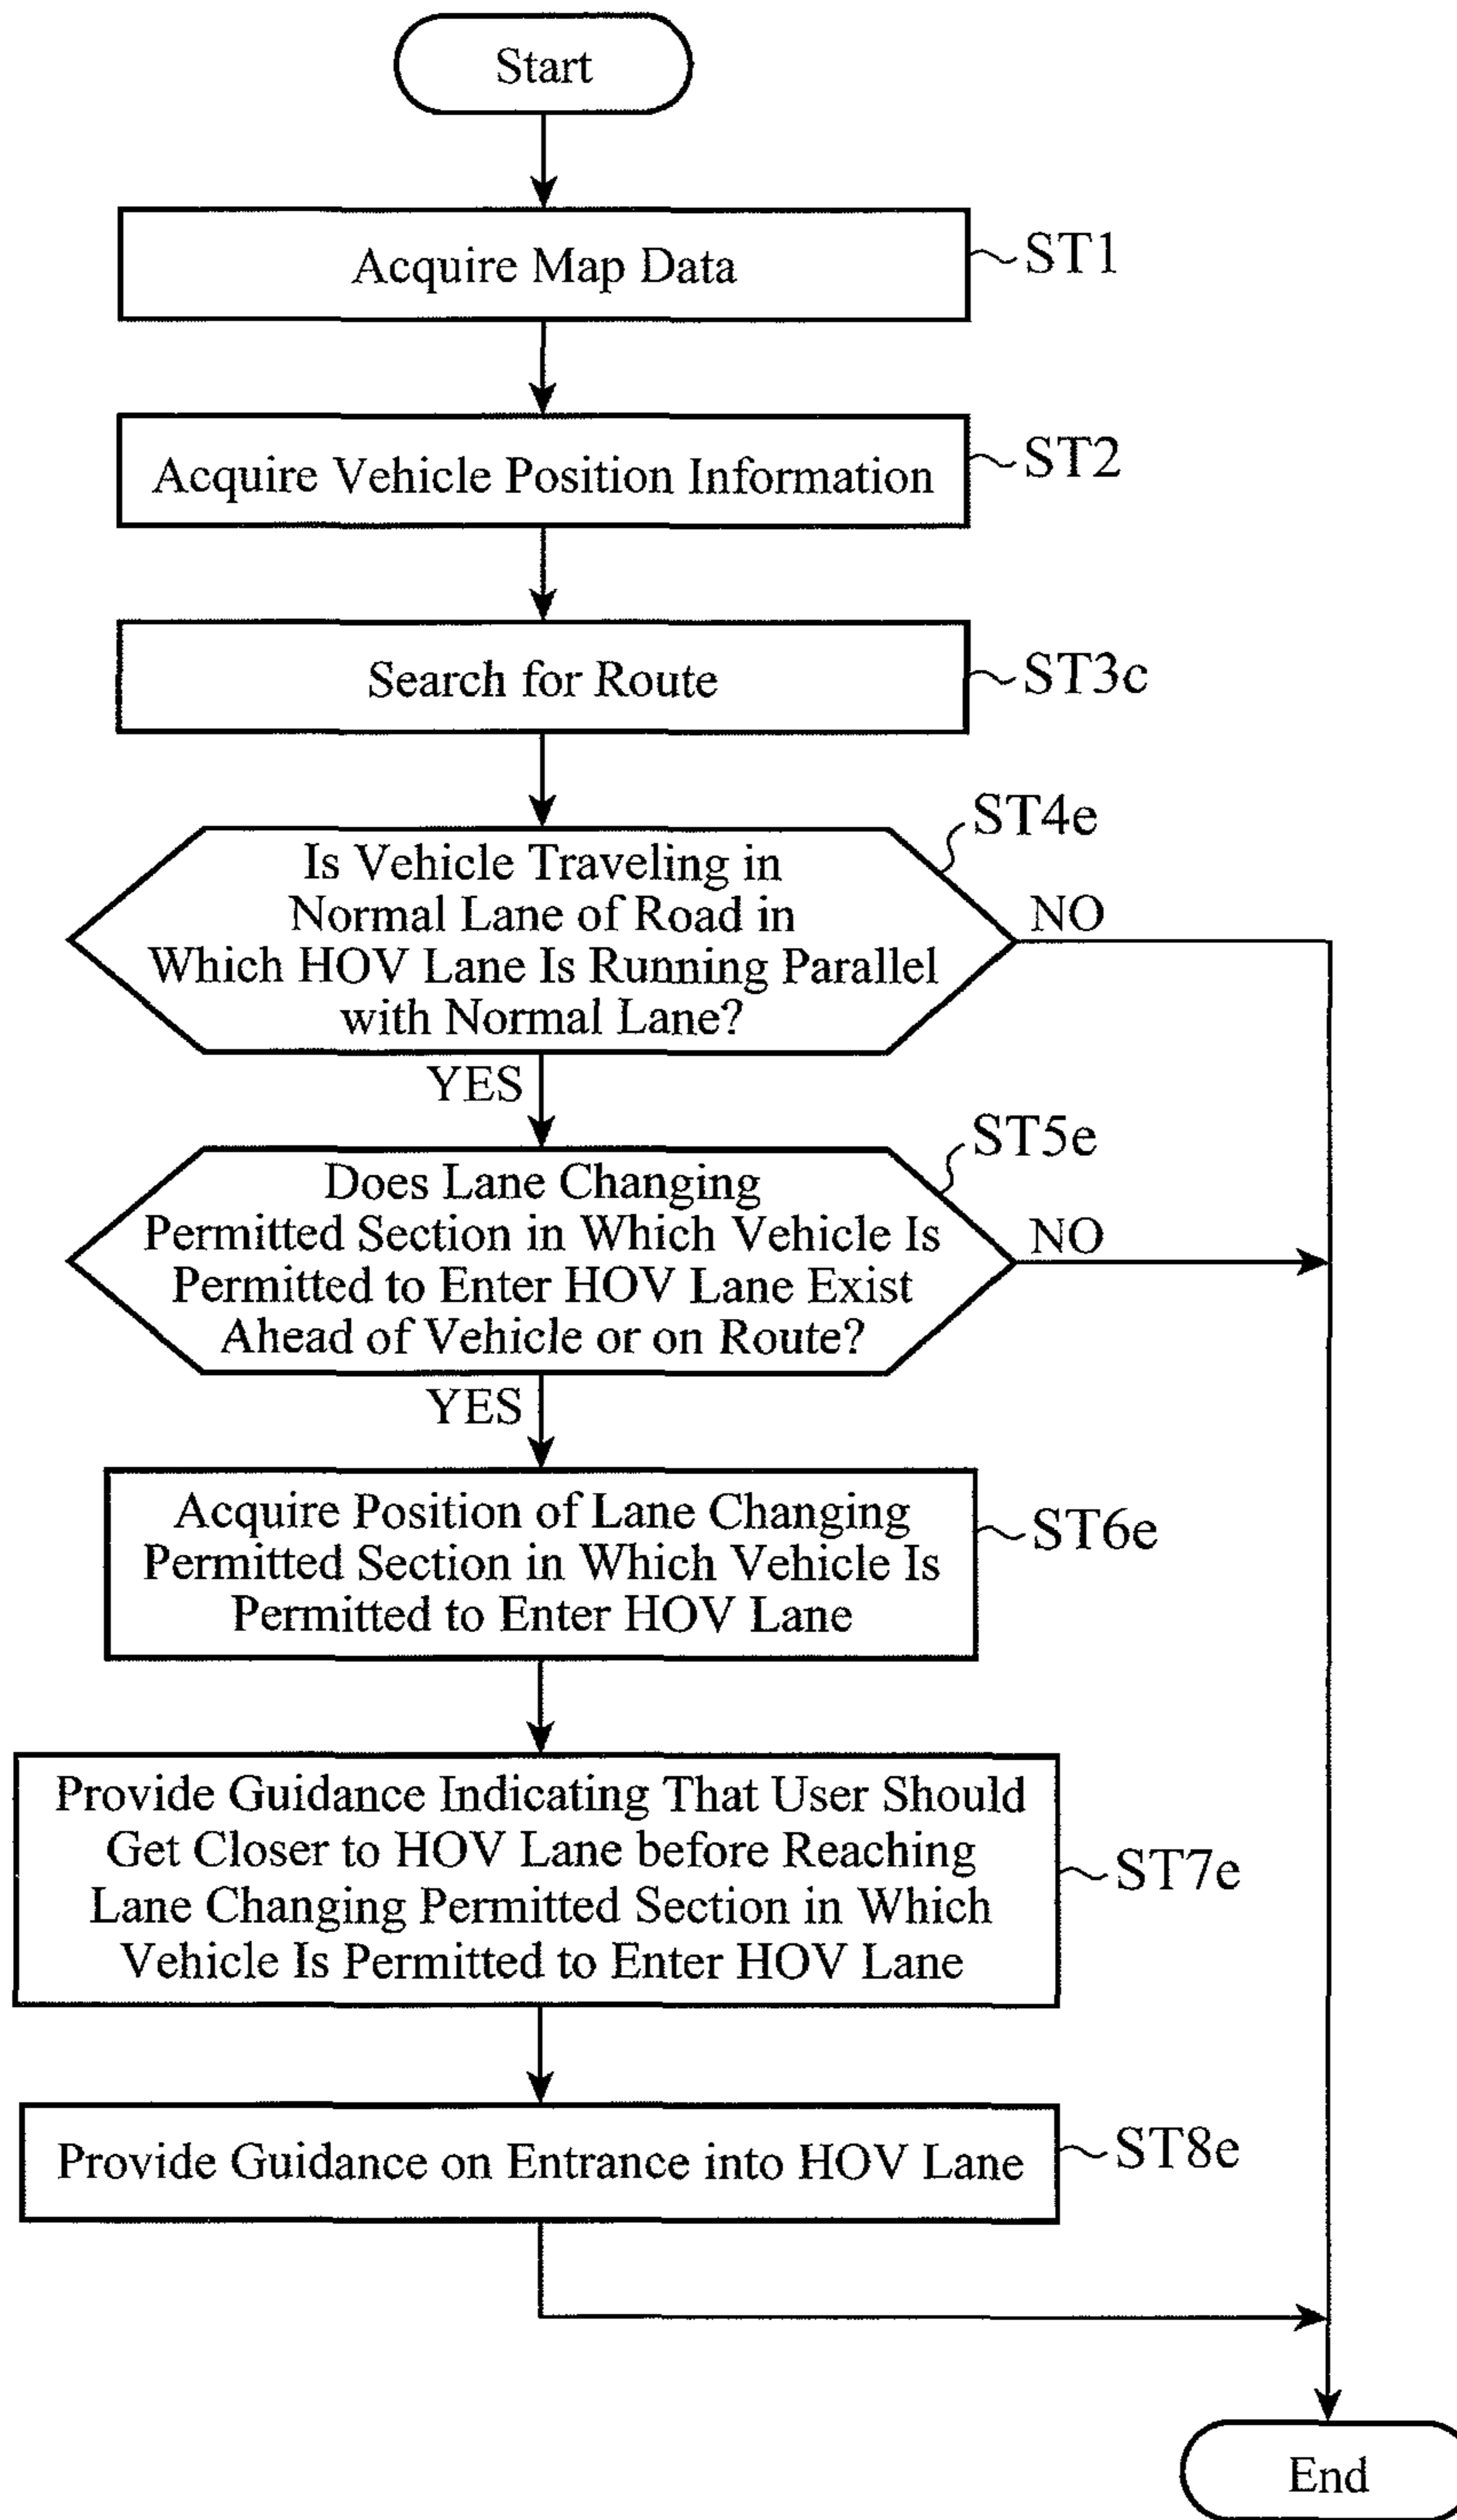 Start
Acquire Map Data
ST1
Acquire Vehicle Position Information
ST2
Search for Route
ST3c
Is Vehicle Traveling in
Normal Lane of Road in
Which HOV Lane Is Running Parallel
with Normal Lane?
ST4e
NO
YES
Does Lane Changing
Permitted Section in Which Vehicle Is
Permitted to Enter HOV Lane Exist
Ahead of Vehicle or on Route?
ST5e
NO
YES
Acquire Position of Lane Changing
Permitted Section in Which Vehicle Is
Permitted to Enter HOV Lane
ST6e
Provide Guidance Indicating That User Should
Get Closer to HOV Lane before Reaching
Lane Changing Permitted Section in Which
Vehicle Is Permitted to Enter HOV Lane
ST7e
Provide Guidance on Entrance into HOV Lane
ST8e
End